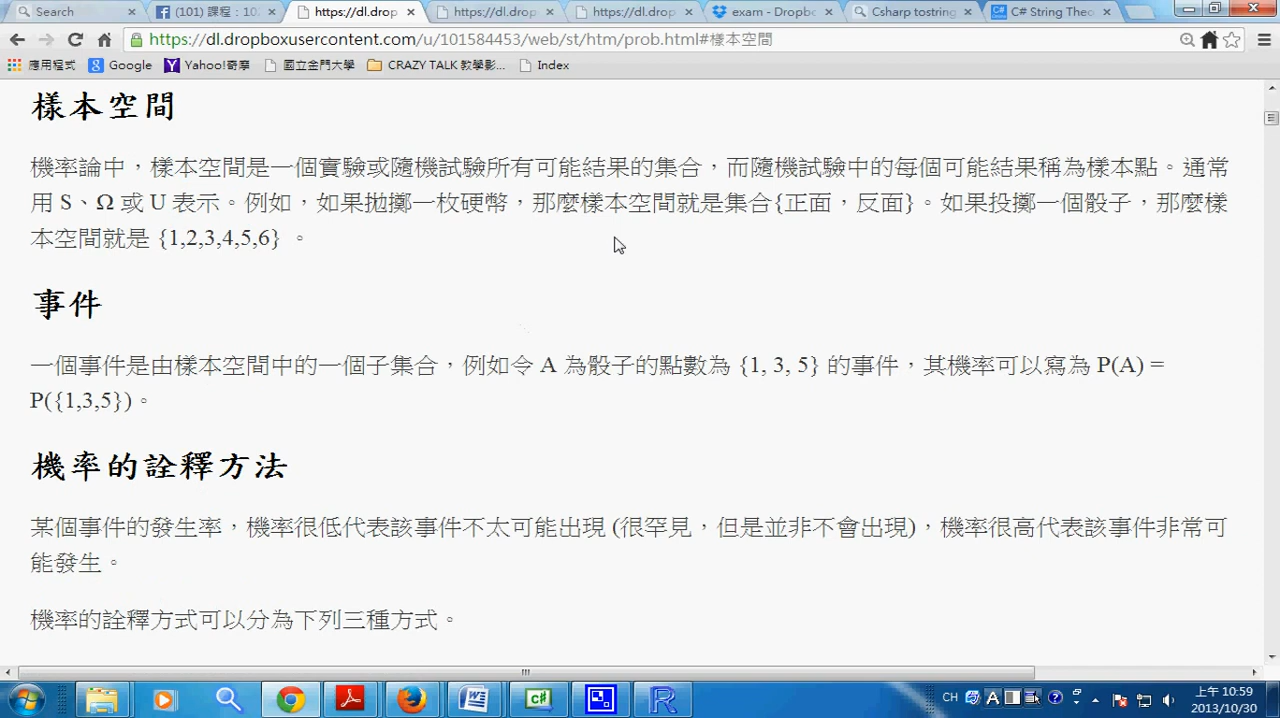 Search
(101) 課程：10.
https://dl.drop
https://dl.drop
https://dl.drop
exam - Dropb
Csharp tostring
C# String Theo
https://dl.dropboxusercontent.com/u/101584453/web/st/htm/prob.html#樣本空間
應用程式 Google Yahoo!奇摩 國立金門大學 CRAZY TALK 教學影... Index
樣本空間
機率論中，樣本空間是一個實驗或隨機試驗所有可能結果的集合，而隨機試驗中的每個可能結果稱為樣本點。通常
用 S、Ω 或 U 表示。例如，如果拋擲一枚硬幣，那麼樣本空間就是集合{正面，反面}。如果投擲一個骰子，那麼樣
本空間就是 {1,2,3,4,5,6} 。
事件
一個事件是由樣本空間中的一個子集合，例如令 A 為骰子的點數為 {1, 3, 5} 的事件，其機率可以寫為 P(A) =
P({1,3,5})。
機率的詮釋方法
某個事件的發生率，機率很低代表該事件不太可能出現 (很罕見，但是並非不會出現)，機率很高代表該事件非常可
能發生。
機率的詮釋方式可以分為下列三種方式。
CH
上午 10:59
2013/10/30